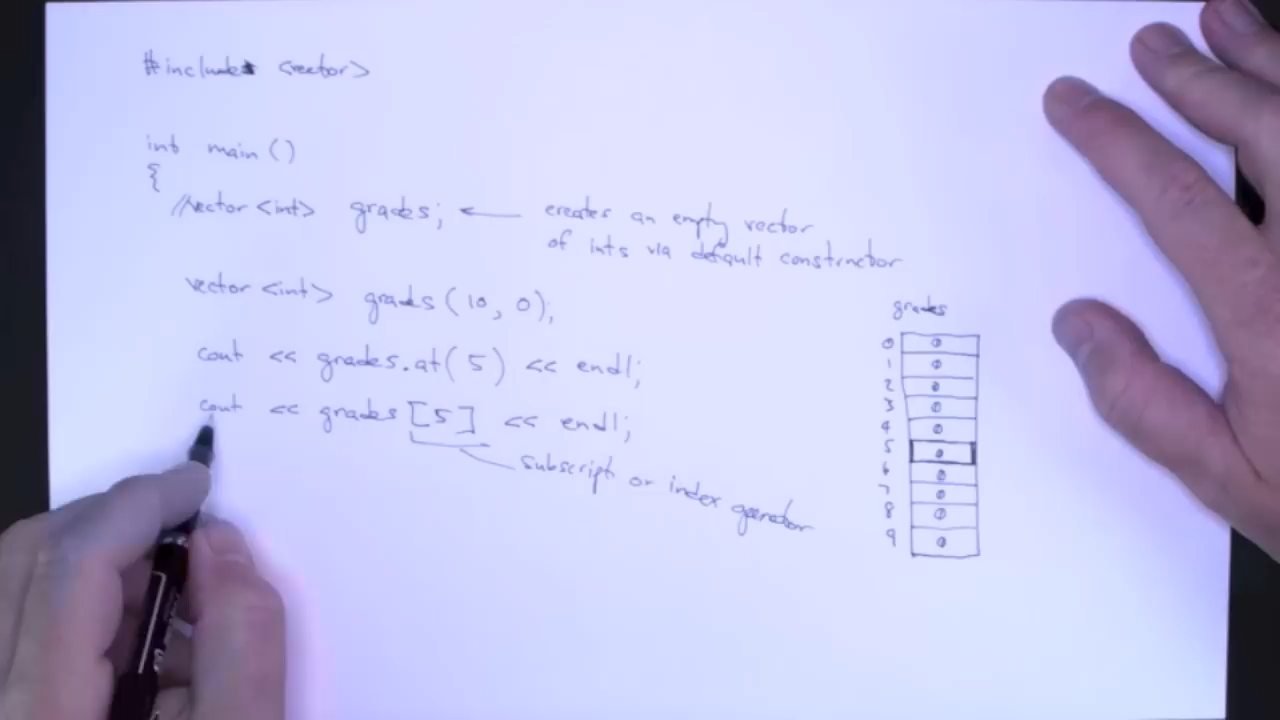 #include <vector>
int main ()
{
//vector <int> grades; ← creates an empty vector
of ints via default constructor
vector <int> grades (10, 0);
cout << grades.at( 5 ) << endl;
cout << grades [5] << endl;
subscript or index operator
grades
0 0
1 0
2 0
3 0
4 0
5 0
6 0
7 0
8 0
9 0